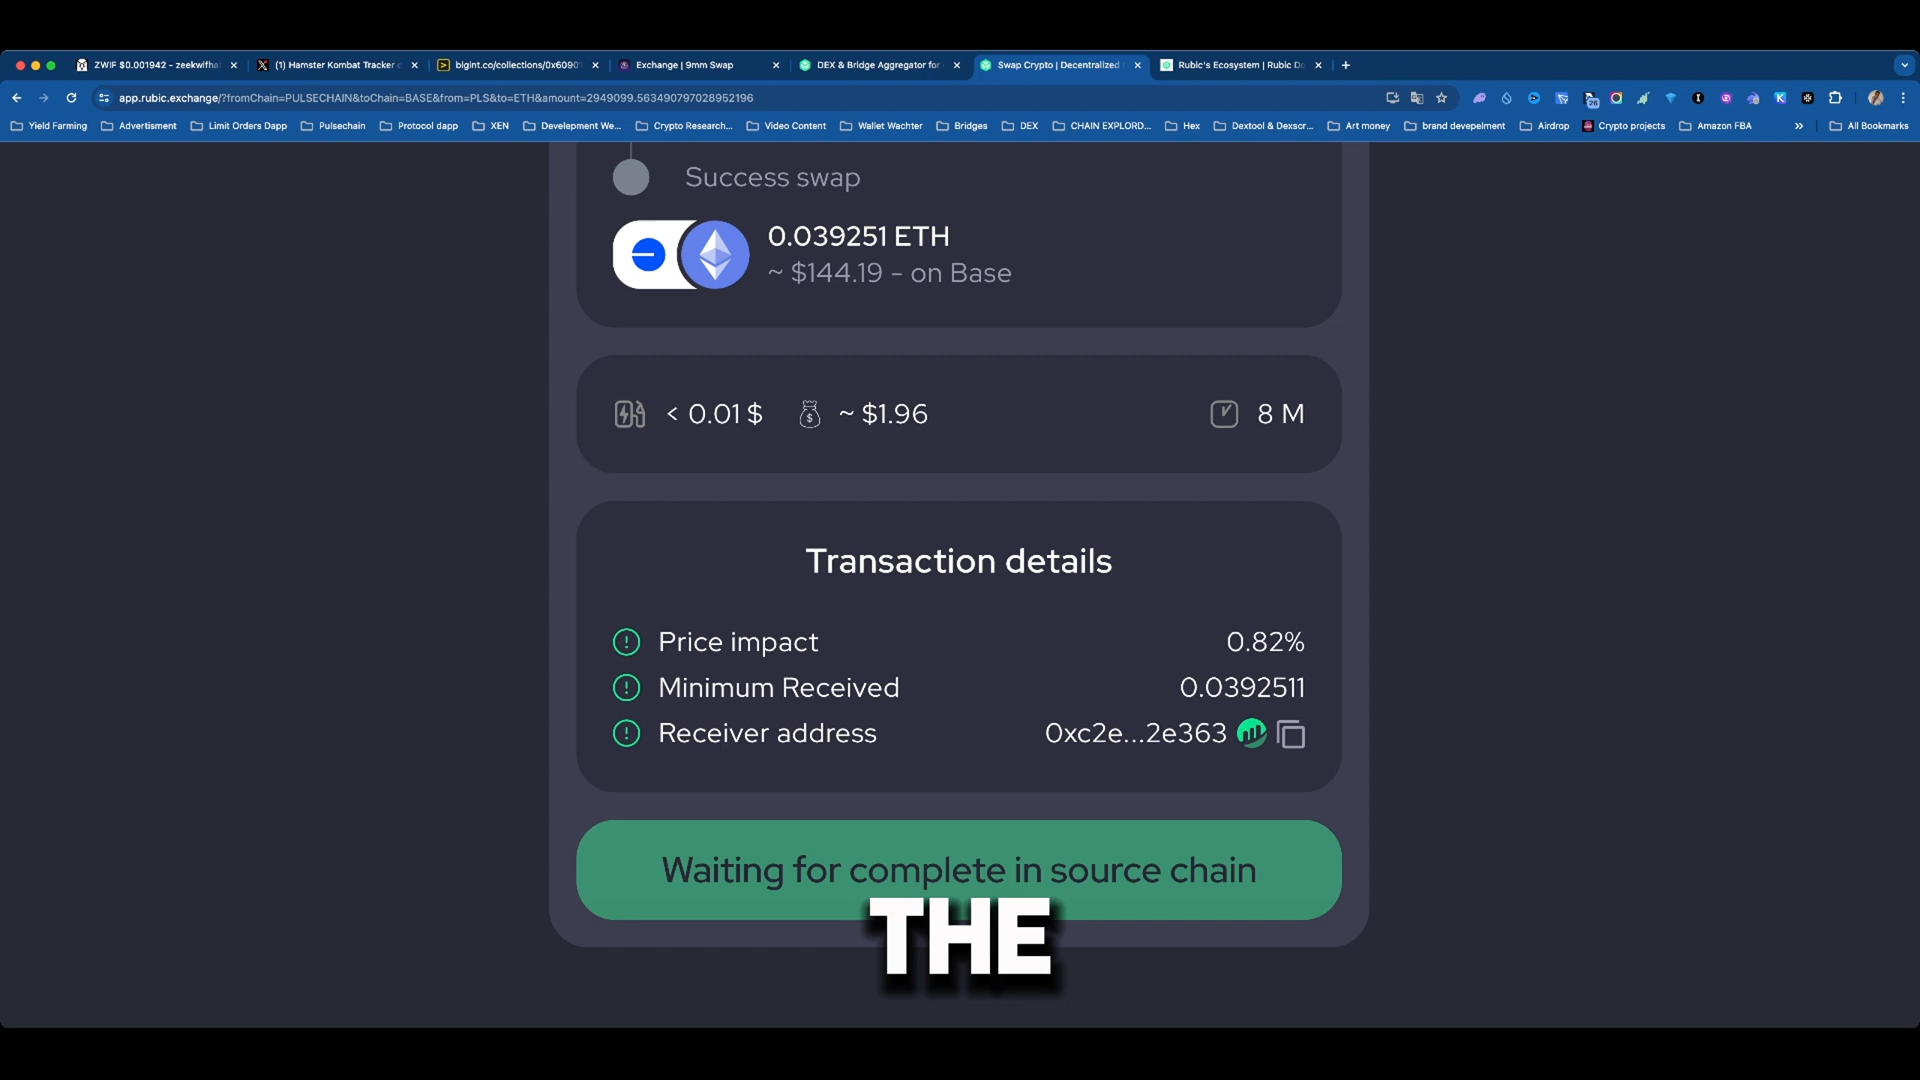 ZWIF $0.001942 - zeekwifha
(1) Hamster Kombat Tracker
blgint.co/collections/0x6090
Exchange | 9mm Swap
DEX & Bridge Aggregator for
Swap Crypto | Decentralized
Rubic's Ecosystem | Rubic Do
app.rubic.exchange/?fromChain=PULSECHAIN&toChain=BASE&from=PLS&to=ETH&amount=2949099.563490797028952196
26
Yield Farming
Advertisment
Limit Orders Dapp
Pulsechain
Protocol dapp
XEN
Develepment We...
Crypto Research...
Video Content
Wallet Wachter
Bridges
DEX
CHAIN EXPLORD...
Hex
Dextool & Dexscr...
Art money
brand devepelment
Airdrop
Crypto projects
Amazon FBA
All Bookmarks
Success swap
0.039251 ETH
~ $144.19 - on Base
< 0.01 $
~ $1.96
8 M
Transaction details
Price impact
0.82%
Minimum Received
0.0392511
Receiver address
0xc2e...2e363
Waiting for complete in source chain
THE